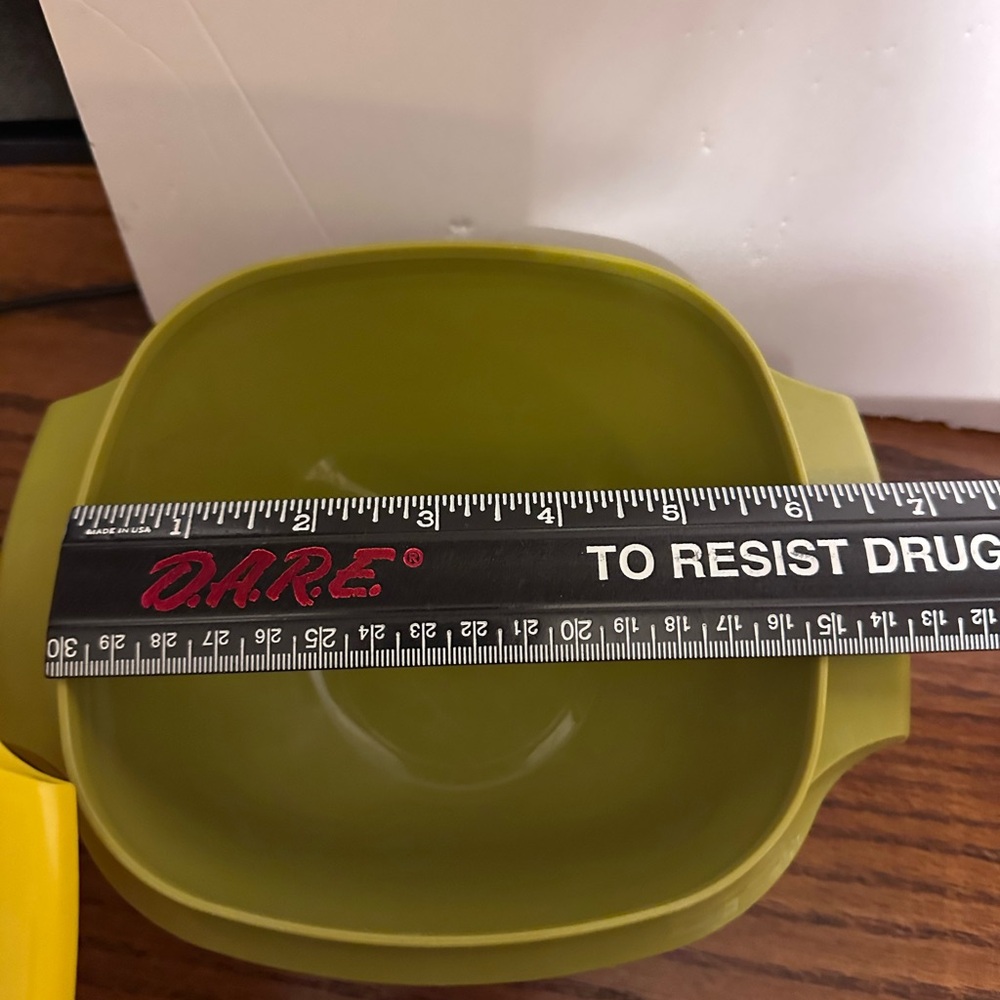 1 2 3 4 5 6 7
MADE IN USA
D.A.R.E.® TO RESIST DRUG
30 29 28 27 26 25 24 23 22 21 20 19 18 17 16 15 14 13 12